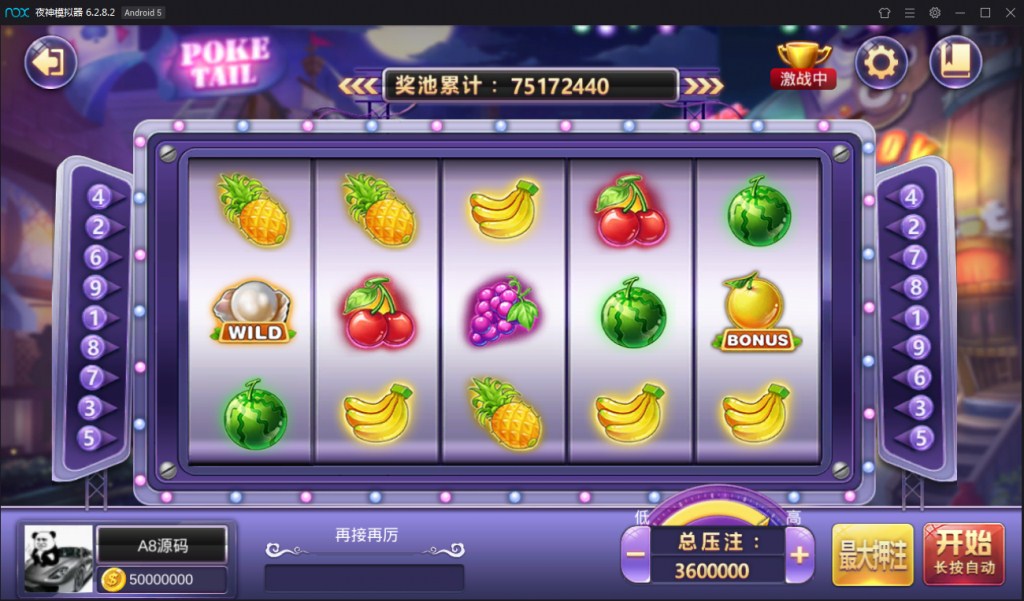 nox 夜神模拟器 6.2.8.2 Android 5
POKE
TAIL
奖池累计：75172440
激战中
4
2
6
9
1
8
7
3
5
WILD
BONUS
4
2
7
8
1
9
6
3
5
A8源码
50000000
再接再厉
低
高
总压注：
3600000
最大押注
开始
长按自动